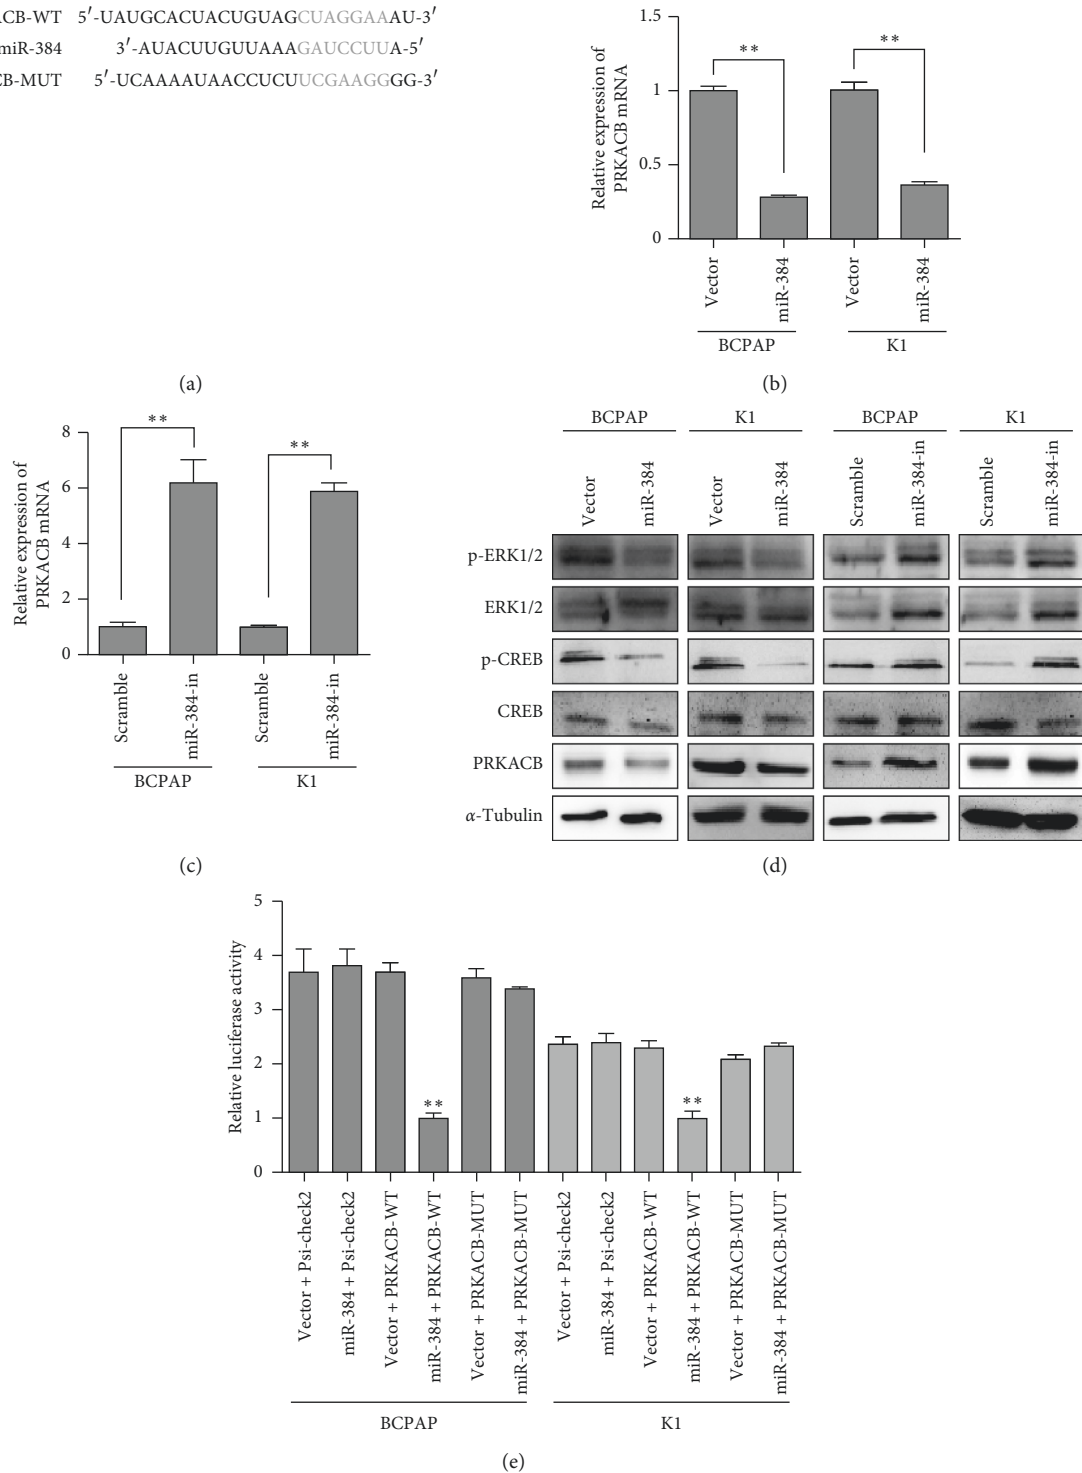 ACB-WT 5′-UAUGCACUACUGUAGCUAGGAAAU-3′
miR-384 3′-AUACUUGUUAAAGAUCCUUA-5′
CB-MUT 5′-UCAAAAUAACCUCUUCGAAGGGG-3′
(a)
Relative expression of
PRKACB mRNA
1.5
1
0.5
0
**
**
Vector
miR-384
Vector
miR-384
BCPAP
K1
(b)
Relative expression of
PRKACB mRNA
8
6
4
2
0
**
**
Scramble
miR-384-in
Scramble
miR-384-in
BCPAP
K1
(c)
BCPAP
K1
BCPAP
K1
Vector
miR-384
Vector
miR-384
Scramble
miR-384-in
Scramble
miR-384-in
p-ERK1/2
ERK1/2
p-CREB
CREB
PRKACB
α-Tubulin
(d)
Relative luciferase activity
5
4
3
2
1
0
**
**
Vector + Psi-check2
miR-384 + Psi-check2
Vector + PRKACB-WT
miR-384 + PRKACB-WT
Vector + PRKACB-MUT
miR-384 + PRKACB-MUT
Vector + Psi-check2
miR-384 + Psi-check2
Vector + PRKACB-WT
miR-384 + PRKACB-WT
Vector + PRKACB-MUT
miR-384 + PRKACB-MUT
BCPAP
K1
(e)